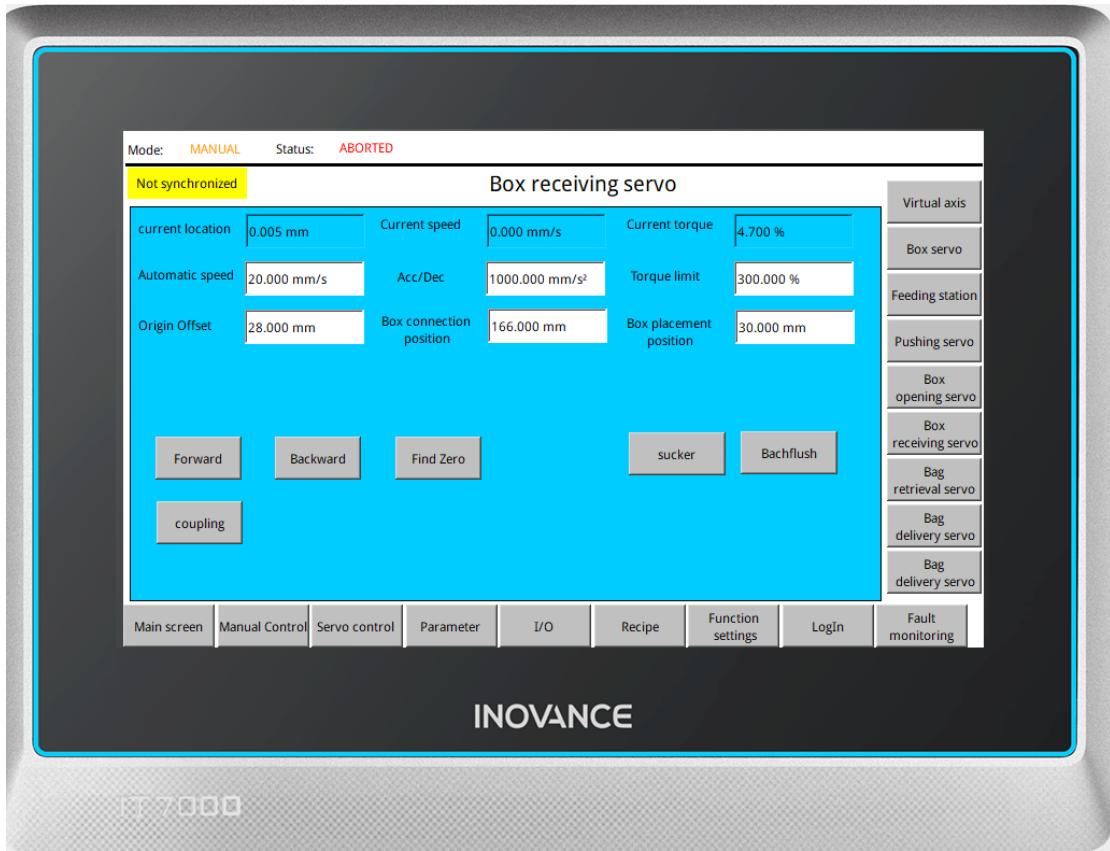 Mode: MANUAL Status: ABORTED
Not synchronized
Box receiving servo
current location 0.005 mm Current speed 0.000 mm/s Current torque 4.700 %
Automatic speed 20.000 mm/s Acc/Dec 1000.000 mm/s² Torque limit 300.000 %
Origin Offset 28.000 mm Box connection position 166.000 mm Box placement position 30.000 mm
Forward Backward Find Zero sucker Bachflush
coupling
Virtual axis
Box servo
Feeding station
Pushing servo
Box
opening servo
Box
receiving servo
Bag
retrieval servo
Bag
delivery servo
Bag
delivery servo
Main screen Manual Control Servo control Parameter I/O Recipe Function settings LogIn Fault monitoring
INOVANCE
IT7000